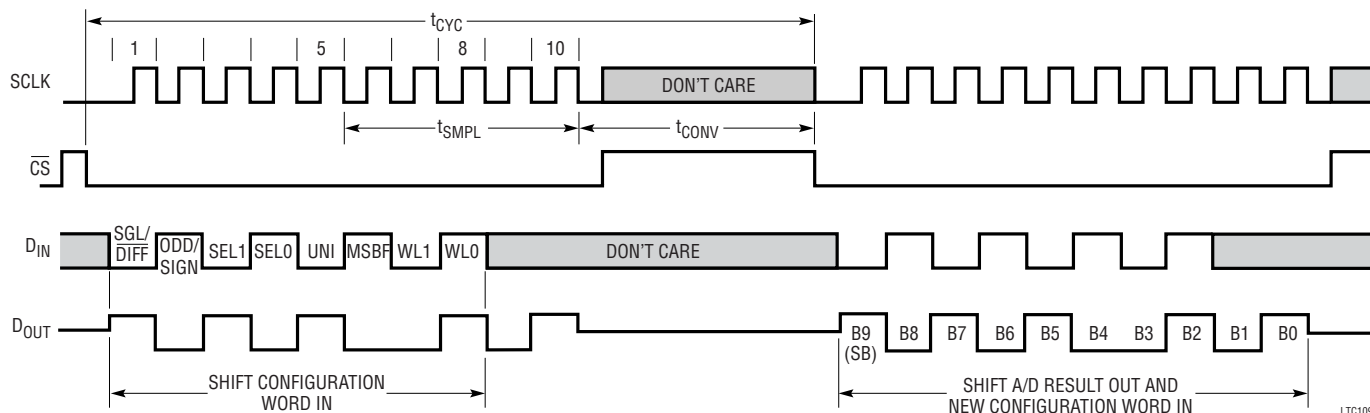 tCYC
1 5 8 10
SCLK
DON'T CARE
tSMPL
tCONV
CS
DIN
SGL/
DIFF
ODD/
SIGN
SEL1
SEL0
UNI
MSBF
WL1
WL0
DON'T CARE
DOUT
B9
(SB)
B8
B7
B6
B5
B4
B3
B2
B1
B0
SHIFT CONFIGURATION
WORD IN
SHIFT A/D RESULT OUT AND
NEW CONFIGURATION WORD IN